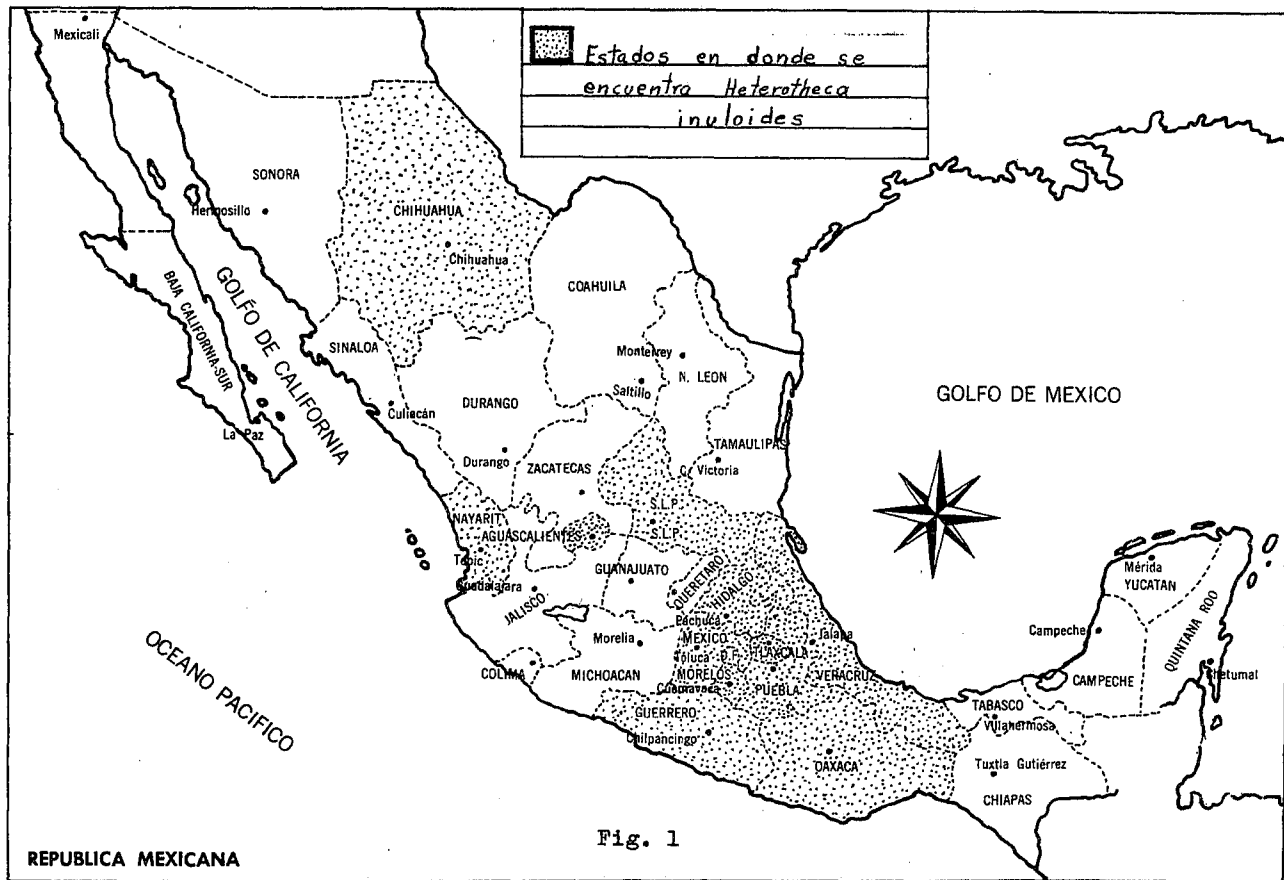 Mexicali
Estados en donde se
encuentra Heterotheca
inuloides
SONORA
Hermosillo
CHIHUAHUA
Chihuahua
COAHUILA
BAJA CALIFORNIA SUR
GOLFO DE CALIFORNIA
SINALOA
Monterrey
N. LEON
Saltillo
GOLFO DE MEXICO
DURANGO
Culiacán
La Paz
TAMAULIPAS
Durango
ZACATECAS
C. Victoria
S.L.P.
NAYARIT
AGUASCALIENTES
S.L.P.
Tepic
GUANAJUATO
QUERETARO
HIDALGO
Mérida
YUCATAN
Guadalajara
JALISCO
Pachuca
QUINTANA ROO
OCEANO PACIFICO
Morelia
MEXICO
Jalapa
Campeche
Toluca
D.F.
TLAXCALA
COLIMA
MICHOACAN
MORELOS
VERACRUZ
CAMPECHE
Chetumal
Cuernavaca
PUEBLA
GUERRERO
TABASCO
Chilpancingo
Villahermosa
OAXACA
Tuxtla Gutiérrez
CHIAPAS
Fig. 1
REPUBLICA MEXICANA